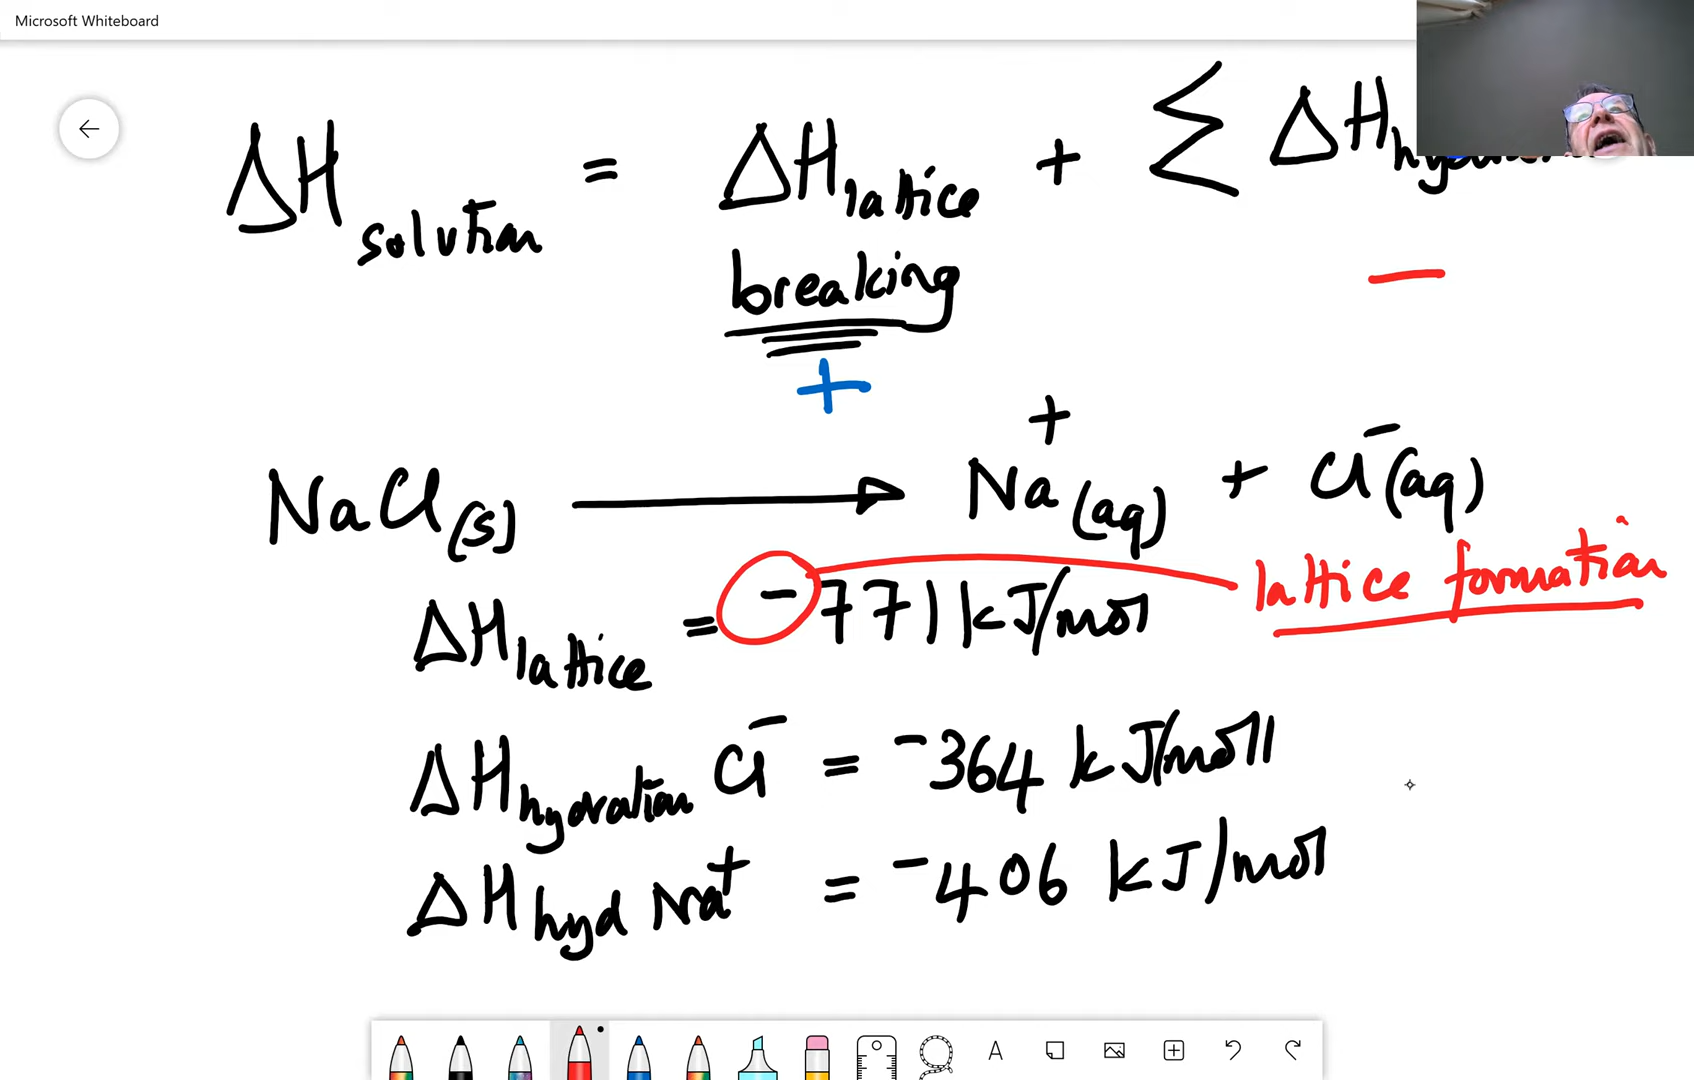 Microsoft Whiteboard
ΔH solution = ΔH lattice + Σ ΔH
breaking
−
+
NaCl(s) → Na+(aq) + Cl−(aq)
ΔH lattice = −771 kJ/mol lattice formation
ΔH hydration Cl− = −364 kJ/moll
ΔH hyd Na+ = −406 kJ/mol
A